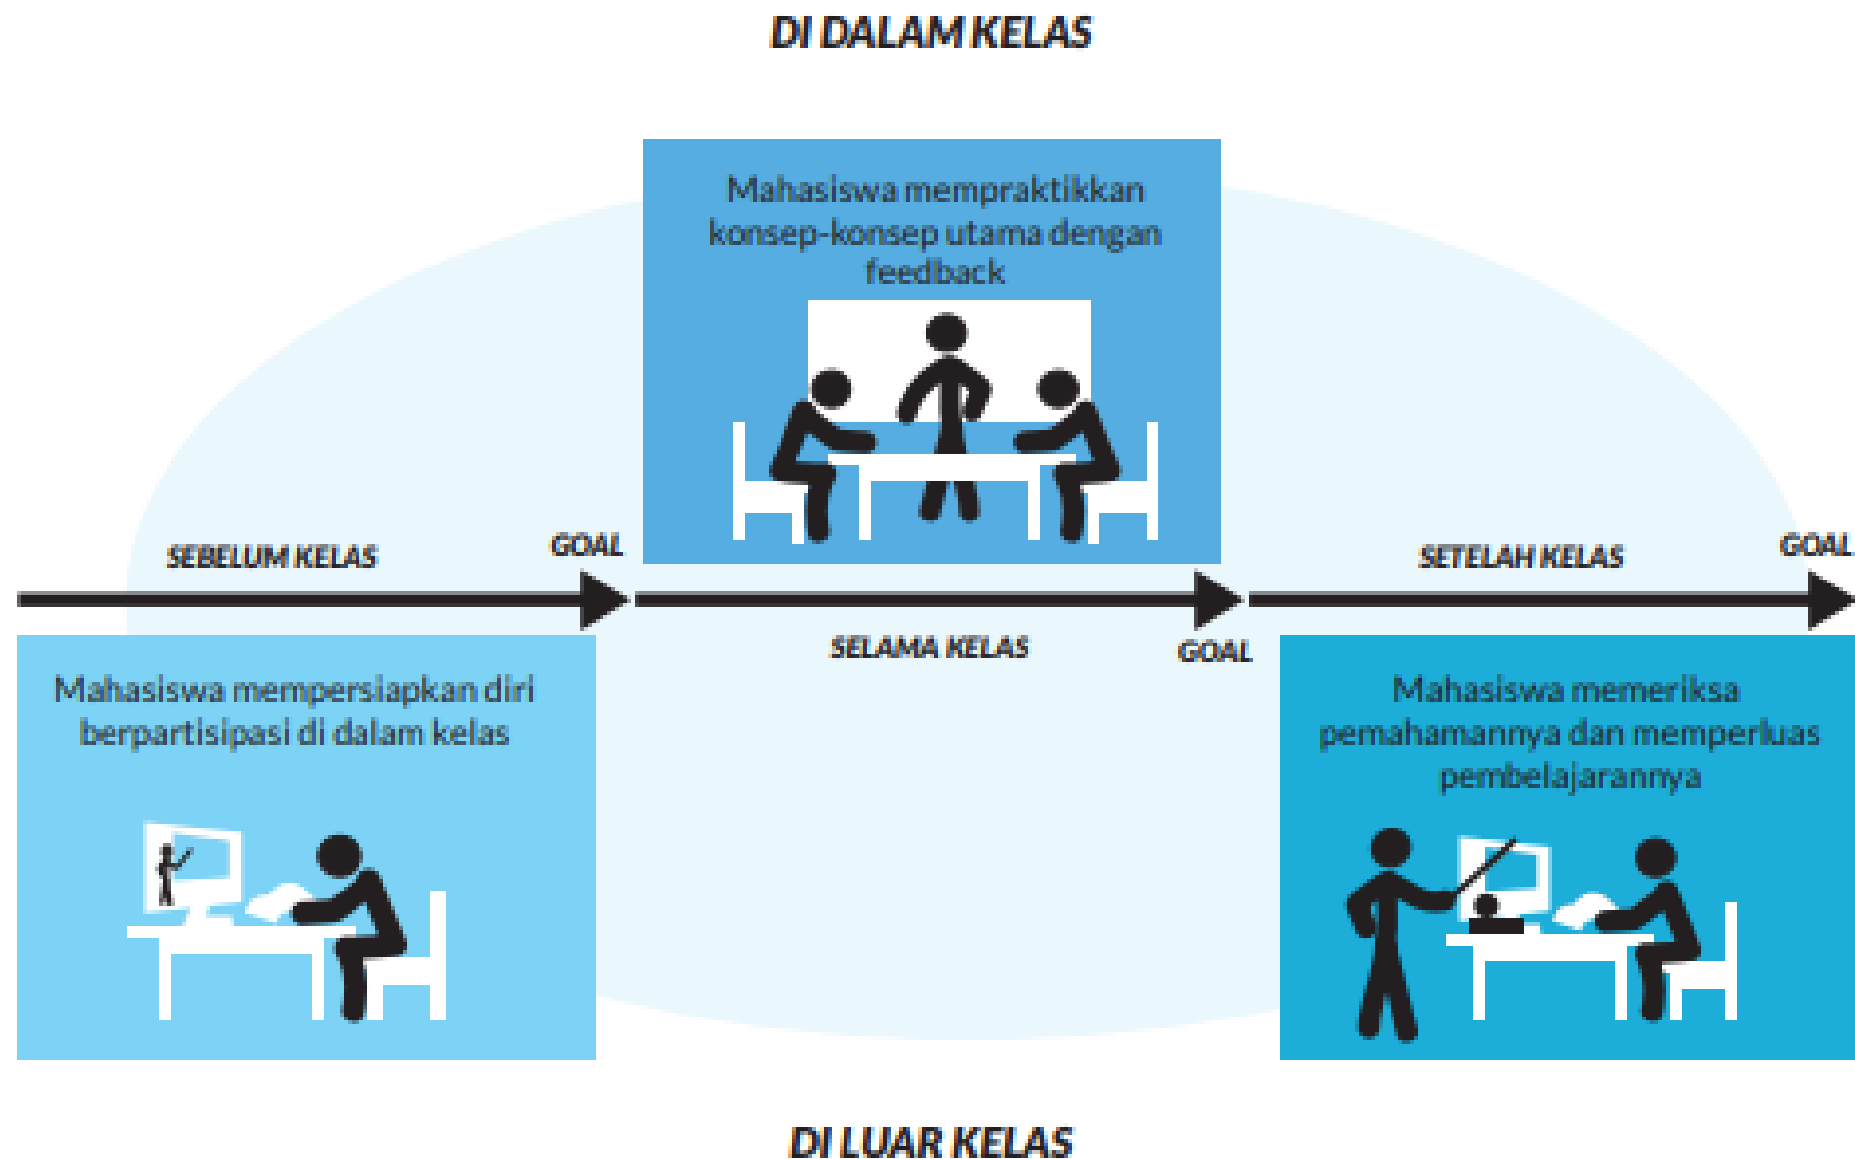 DI DALAM KELAS
Mahasiswa mempraktikkan
konsep-konsep utama dengan
feedback
SEBELUM KELAS
GOAL
SETELAH KELAS
GOAL
SELAMA KELAS
GOAL
Mahasiswa mempersiapkan diri
berpartisipasi di dalam kelas
Mahasiswa memeriksa
pemahamannya dan memperluas
pembelajarannya
DI LUAR KELAS